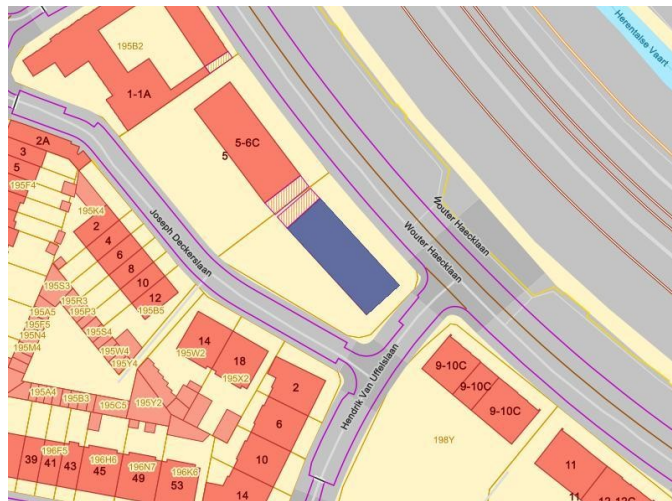 Herentalse Vaart
195B2
1-1A
5-6C
5
2A
3
5
195F4
195K4
2
4
6
8
10
12
195B5
Joseph Deckerslaan
Wouter Haecklaan
Wouter Haecklaan
195S3
195R3
195P3
195A5
195F5
195N4
195M4
195S4
195W4
195Y4
14
195W2
18
195X2
2
6
10
14
Hendrik Van Uffelslaan
9-10C
9-10C
9-10C
198Y
11
11
195A4
195B3
195C5
195Y2
196F5
39
41
43
196H6
45
196N7
49
196K6
53